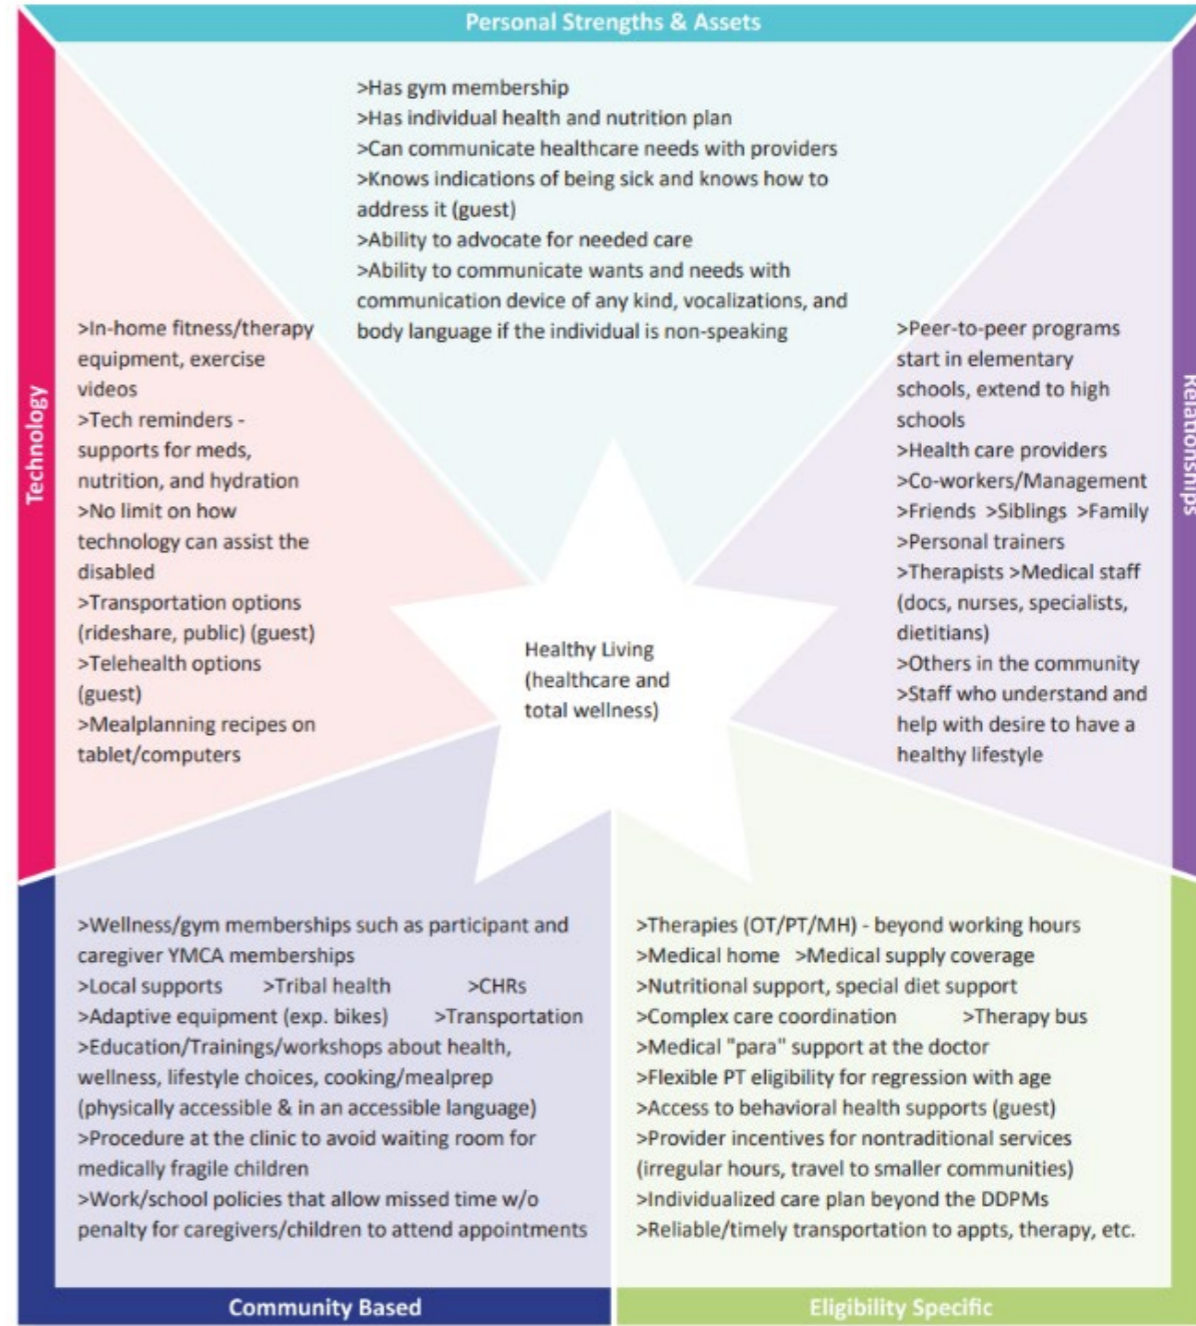 Personal Strengths & Assets
>Has gym membership
>Has individual health and nutrition plan
>Can communicate healthcare needs with providers
>Knows indications of being sick and knows how to
address it (guest)
>Ability to advocate for needed care
>Ability to communicate wants and needs with
communication device of any kind, vocalizations, and
body language if the individual is non-speaking
Technology
>In-home fitness/therapy
equipment, exercise
videos
>Tech reminders -
supports for meds,
nutrition, and hydration
>No limit on how
technology can assist the
disabled
>Transportation options
(rideshare, public) (guest)
>Telehealth options
(guest)
>Mealplanning recipes on
tablet/computers
Relationships
>Peer-to-peer programs
start in elementary
schools, extend to high
schools
>Health care providers
>Co-workers/Management
>Friends >Siblings >Family
>Personal trainers
>Therapists >Medical staff
(docs, nurses, specialists,
dietitians)
>Others in the community
>Staff who understand and
help with desire to have a
healthy lifestyle
Healthy Living
(healthcare and
total wellness)
>Wellness/gym memberships such as participant and
caregiver YMCA memberships
>Local supports >Tribal health >CHRs
>Adaptive equipment (exp. bikes) >Transportation
>Education/Trainings/workshops about health,
wellness, lifestyle choices, cooking/mealprep
(physically accessible & in an accessible language)
>Procedure at the clinic to avoid waiting room for
medically fragile children
>Work/school policies that allow missed time w/o
penalty for caregivers/children to attend appointments
Community Based
>Therapies (OT/PT/MH) - beyond working hours
>Medical home >Medical supply coverage
>Nutritional support, special diet support
>Complex care coordination >Therapy bus
>Medical "para" support at the doctor
>Flexible PT eligibility for regression with age
>Access to behavioral health supports (guest)
>Provider incentives for nontraditional services
(irregular hours, travel to smaller communities)
>Individualized care plan beyond the DDPMs
>Reliable/timely transportation to appts, therapy, etc.
Eligibility Specific